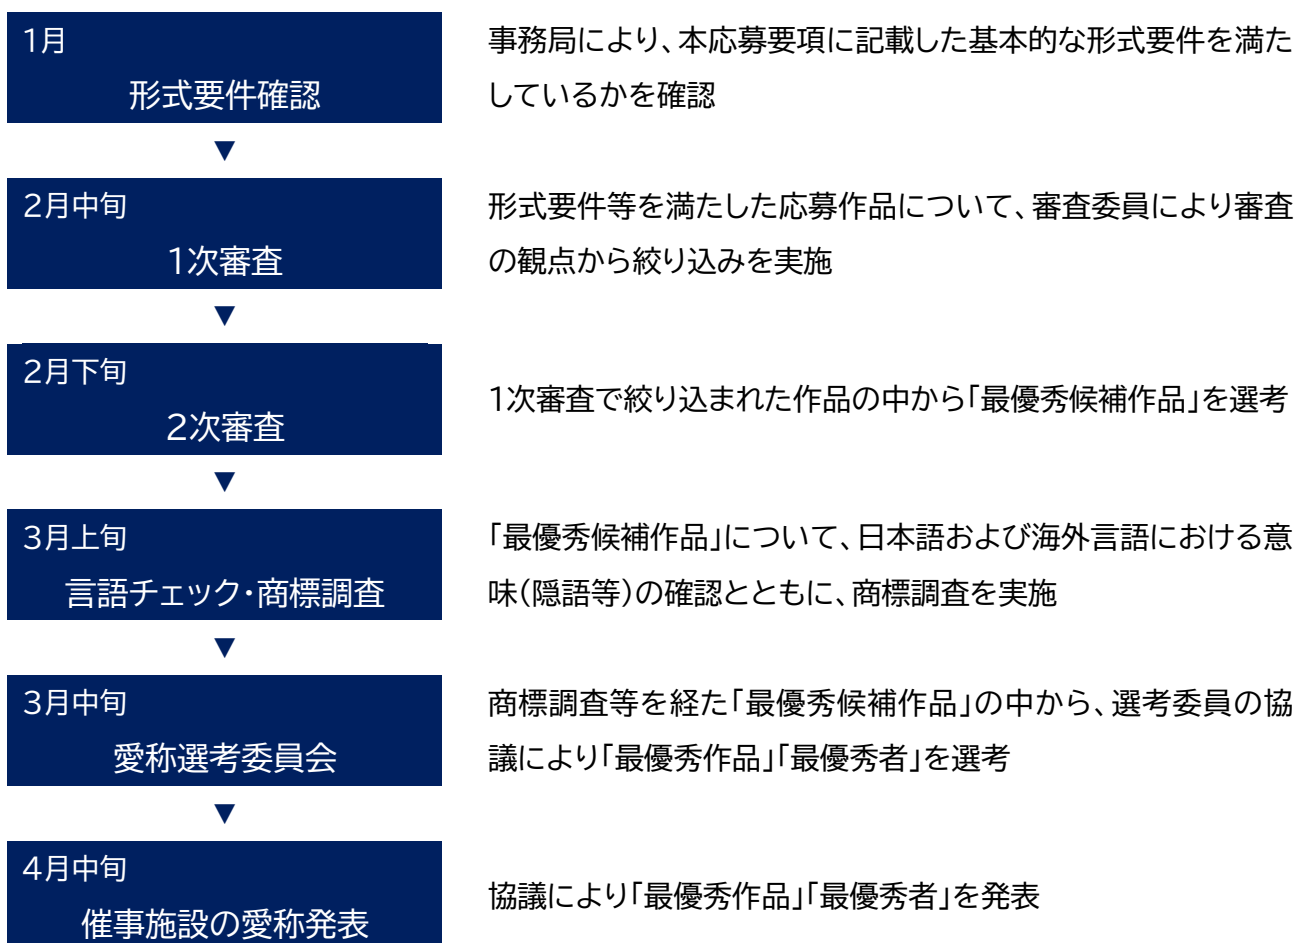 1月
形式要件確認
事務局により、本応募要項に記載した基本的な形式要件を満た
しているかを確認
▼
2月中旬
1次審査
形式要件等を満たした応募作品について、審査委員により審査
の観点から絞り込みを実施
▼
2月下旬
2次審査
1次審査で絞り込まれた作品の中から「最優秀候補作品」を選考
▼
3月上旬
言語チェック・商標調査
「最優秀候補作品」について、日本語および海外言語における意
味(隠語等)の確認とともに、商標調査を実施
▼
3月中旬
愛称選考委員会
商標調査等を経た「最優秀候補作品」の中から、選考委員の協
議により「最優秀作品」「最優秀者」を選考
▼
4月中旬
催事施設の愛称発表
協議により「最優秀作品」「最優秀者」を発表